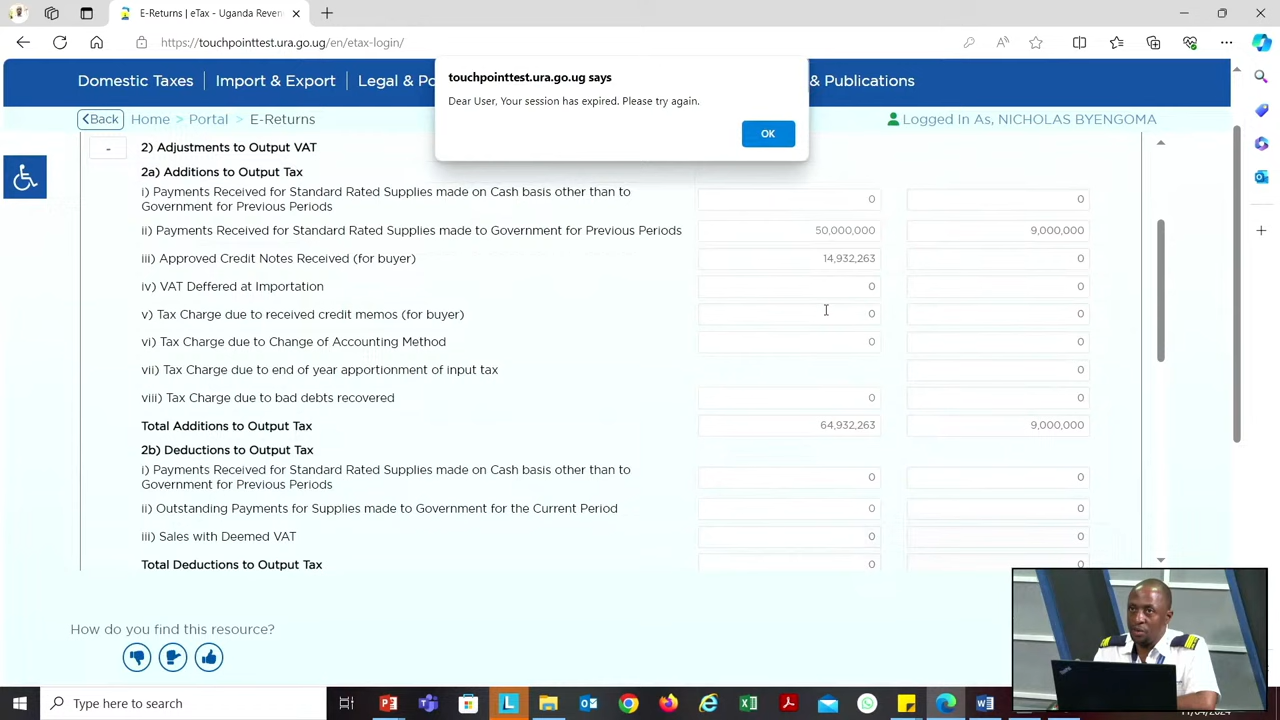 E-Returns | eTax - Uganda Reven
https://touchpointtest.ura.go.ug/en/etax-login/
Domestic Taxes
Import & Export
Legal & Po
& Publications
touchpointtest.ura.go.ug says
Dear User, Your session has expired. Please try again.
OK
Back
Home > Portal > E-Returns
Logged In As, NICHOLAS BYENGOMA
- 2) Adjustments to Output VAT
2a) Additions to Output Tax
i) Payments Received for Standard Rated Supplies made on Cash basis other than to
Government for Previous Periods
0 0
ii) Payments Received for Standard Rated Supplies made to Government for Previous Periods 50,000,000 9,000,000
iii) Approved Credit Notes Received (for buyer) 14,932,263 0
iv) VAT Deffered at Importation 0 0
v) Tax Charge due to received credit memos (for buyer) 0 0
vi) Tax Charge due to Change of Accounting Method 0 0
vii) Tax Charge due to end of year apportionment of input tax 0
viii) Tax Charge due to bad debts recovered 0 0
Total Additions to Output Tax 64,932,263 9,000,000
2b) Deductions to Output Tax
i) Payments Received for Standard Rated Supplies made on Cash basis other than to
Government for Previous Periods
0 0
ii) Outstanding Payments for Supplies made to Government for the Current Period 0 0
iii) Sales with Deemed VAT 0 0
Total Deductions to Output Tax 0 0
How do you find this resource?
Type here to search
11/04/2024